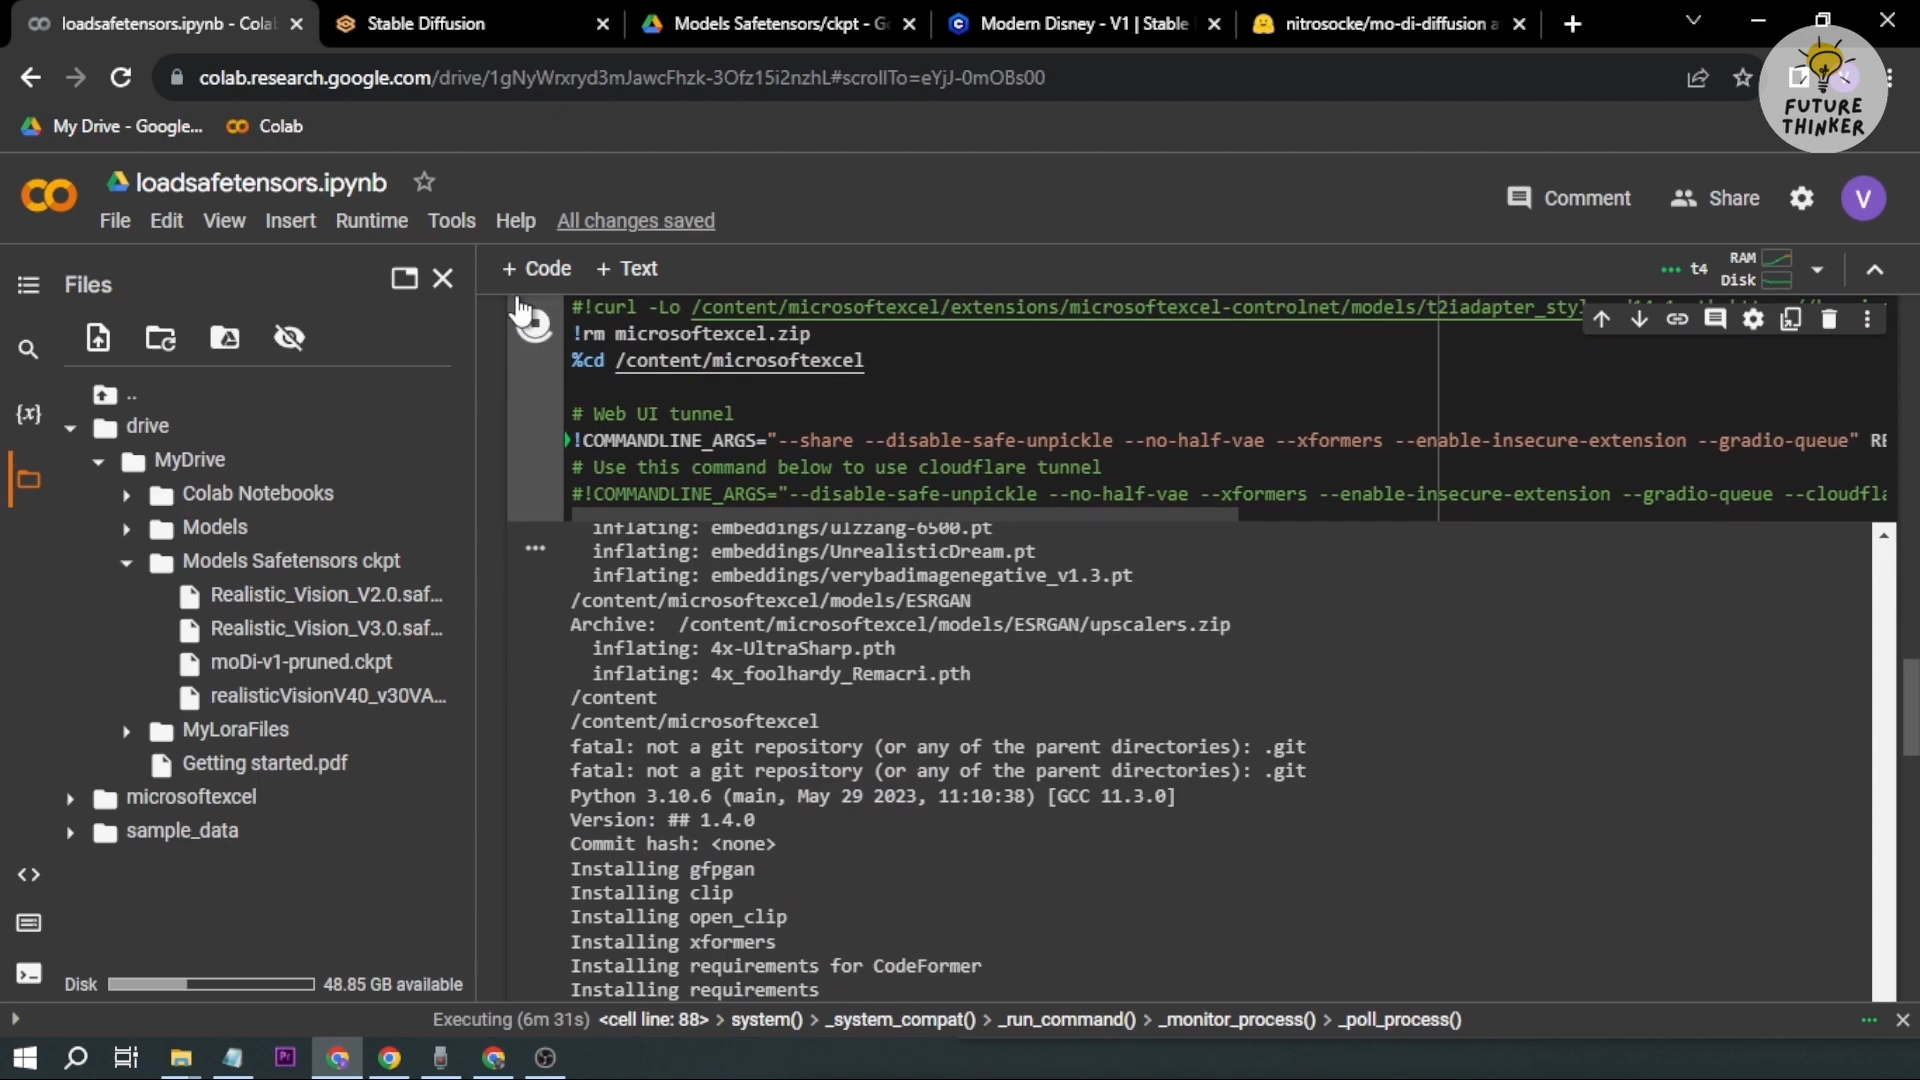 loadsafetensors.ipynb - Cola
Stable Diffusion
Models Safetensors/ckpt - Go
Modern Disney - V1 | Stable
nitrosocke/mo-di-diffusion a
colab.research.google.com/drive/1gNyWrxryd3mJawcFhzk-3Ofz15i2nzhL#scrollTo=eYjJ-0mOBs00
FUTURE
THINKER
My Drive - Google...
Colab
loadsafetensors.ipynb
File Edit View Insert Runtime Tools Help All changes saved
Comment
Share
V
Files
+ Code + Text
t4
RAM
Disk
..
drive
MyDrive
Colab Notebooks
Models
Models Safetensors ckpt
Realistic_Vision_V2.0.saf...
Realistic_Vision_V3.0.saf...
moDi-v1-pruned.ckpt
realisticVisionV40_v30VA...
MyLoraFiles
Getting started.pdf
microsoftexcel
sample_data
Disk
48.85 GB available
#!curl -Lo /content/microsoftexcel/extensions/microsoftexcel-controlnet/models/t2iadapter_styl
!rm microsoftexcel.zip
%cd /content/microsoftexcel
# Web UI tunnel
!COMMANDLINE_ARGS="--share --disable-safe-unpickle --no-half-vae --xformers --enable-insecure-extension --gradio-queue" RE
# Use this command below to use cloudflare tunnel
#!COMMANDLINE_ARGS="--disable-safe-unpickle --no-half-vae --xformers --enable-insecure-extension --gradio-queue --cloudfla
inflating: embeddings/ulzzang-6500.pt
inflating: embeddings/UnrealisticDream.pt
inflating: embeddings/verybadimagenegative_v1.3.pt
/content/microsoftexcel/models/ESRGAN
Archive: /content/microsoftexcel/models/ESRGAN/upscalers.zip
inflating: 4x-UltraSharp.pth
inflating: 4x_foolhardy_Remacri.pth
/content
/content/microsoftexcel
fatal: not a git repository (or any of the parent directories): .git
fatal: not a git repository (or any of the parent directories): .git
Python 3.10.6 (main, May 29 2023, 11:10:38) [GCC 11.3.0]
Version: ## 1.4.0
Commit hash: <none>
Installing gfpgan
Installing clip
Installing open_clip
Installing xformers
Installing requirements for CodeFormer
Installing requirements
Executing (6m 31s) <cell line: 88> > system() > _system_compat() > _run_command() > _monitor_process() > _poll_process()